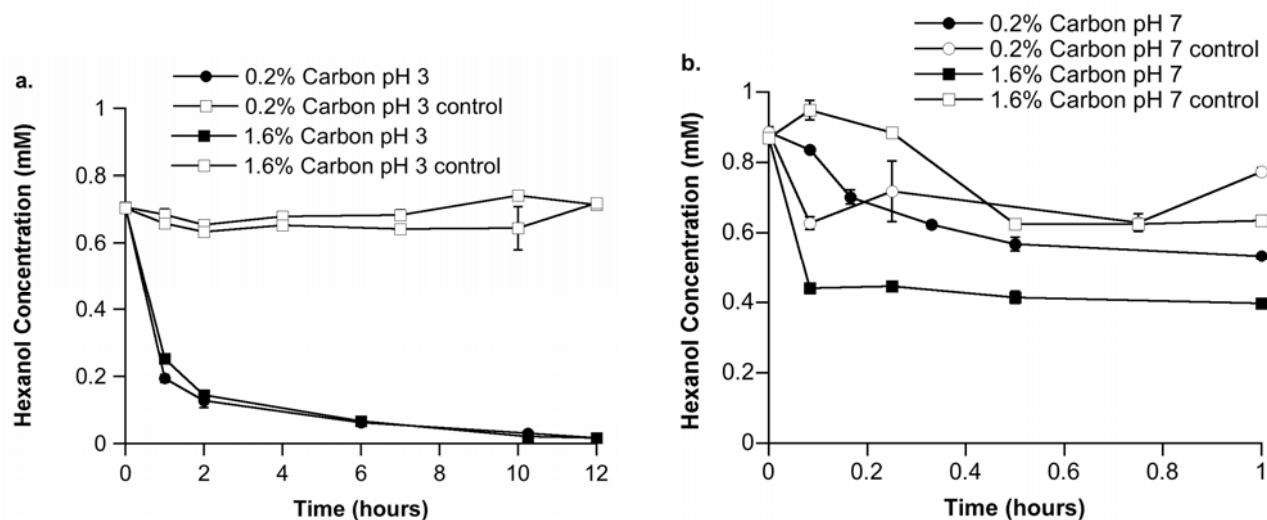 a.
0.2% Carbon pH 3
0.2% Carbon pH 3 control
1.6% Carbon pH 3
1.6% Carbon pH 3 control
Hexanol Concentration (mM)
1
0.8
0.6
0.4
0.2
0
0 2 4 6 8 10 12
Time (hours)
b.
0.2% Carbon pH 7
0.2% Carbon pH 7 control
1.6% Carbon pH 7
1.6% Carbon pH 7 control
Hexanol Concentration (mM)
1
0.8
0.6
0.4
0.2
0
0 0.2 0.4 0.6 0.8 1
Time (hours)